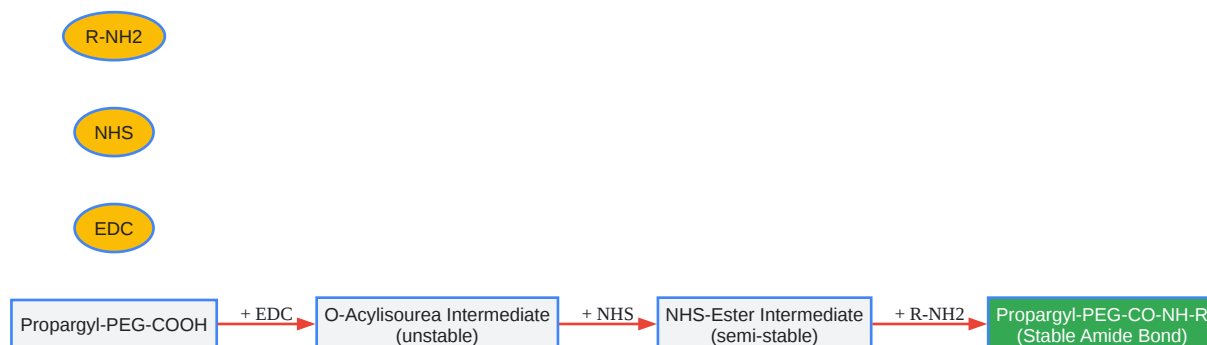 R-NH2
NHS
EDC
Propargyl-PEG-COOH
+ EDC
O-Acylisourea Intermediate
(unstable)
+ NHS
NHS-Ester Intermediate
(semi-stable)
+ R-NH2
Propargyl-PEG-CO-NH-R
(Stable Amide Bond)